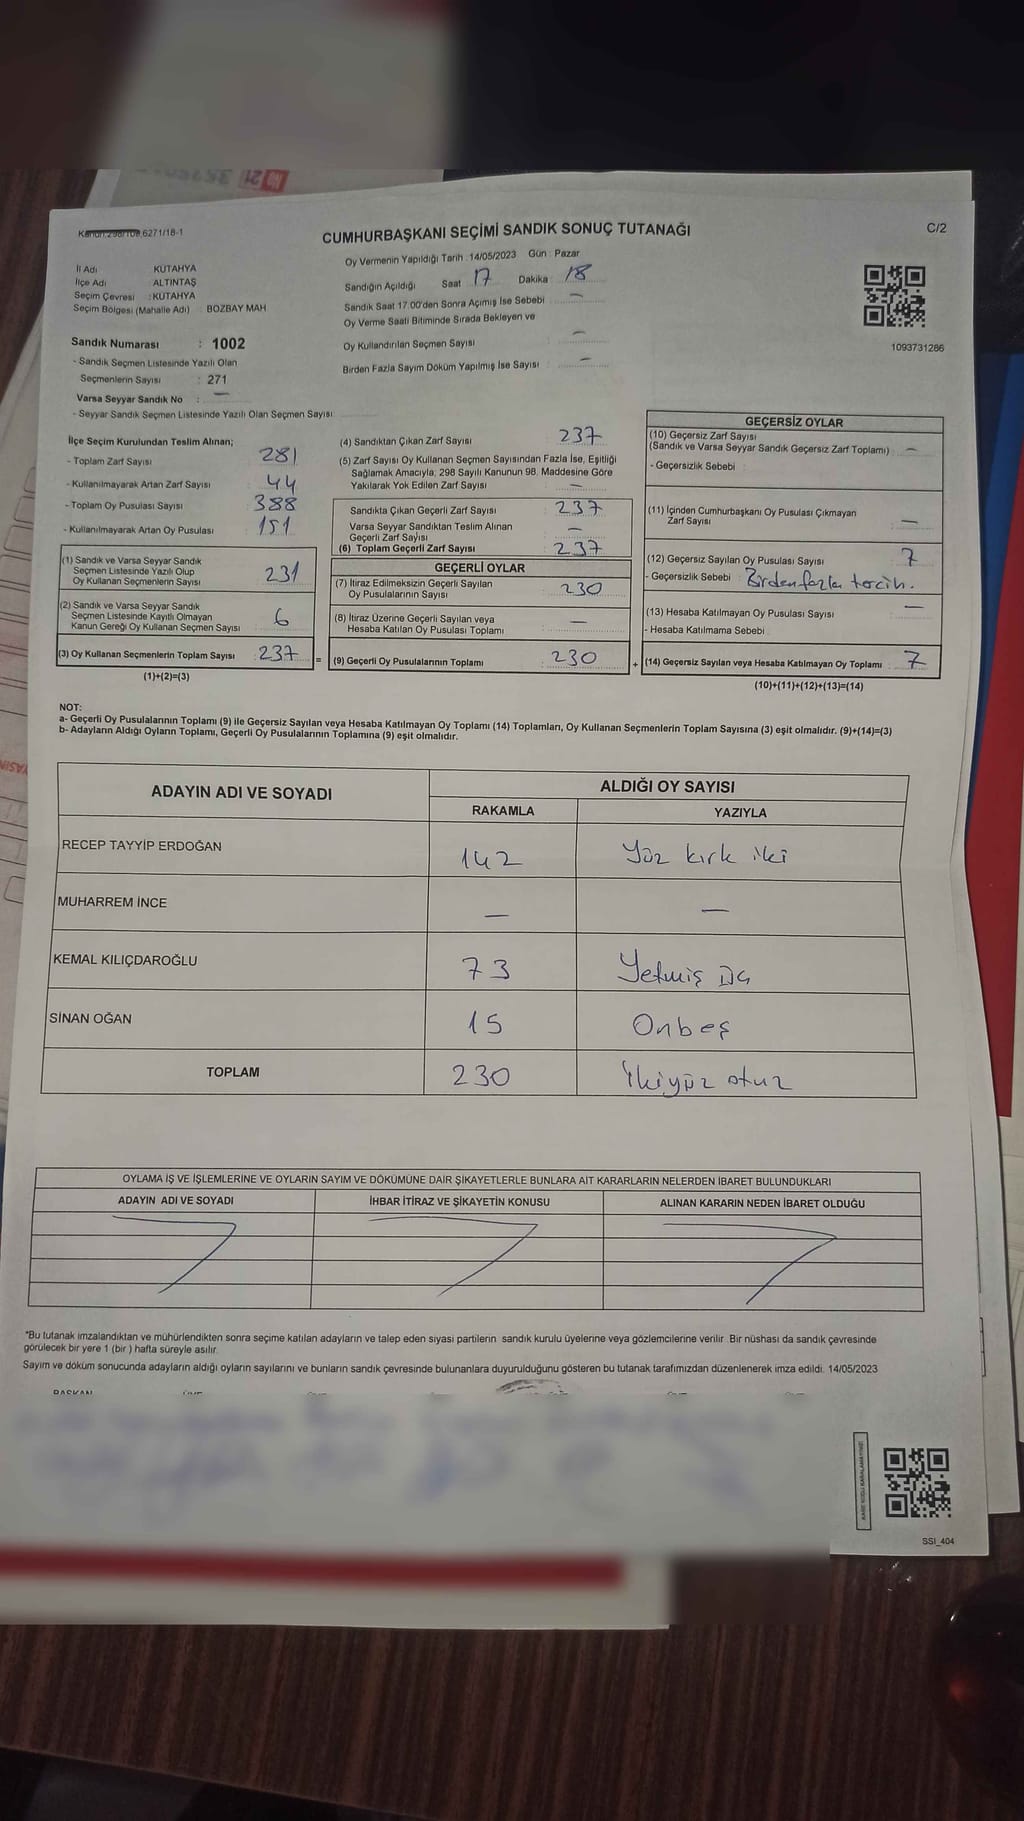 Kanun:298/108,6271/18-1
CUMHURBAŞKANI SEÇİMİ SANDIK SONUÇ TUTANAĞI
C/2
İl Adı KUTAHYA
İlçe Adı ALTINTAŞ
Seçim Çevresi : KUTAHYA
Seçim Bölgesi (Mahalle Adı) BOZBAY MAH
Oy Vermenin Yapıldığı Tarih : 14/05/2023 Gün : Pazar
Sandığın Açıldığı Saat 17 Dakika : 18
Sandık Saat 17.00'den Sonra Açımış İse Sebebi : —
Oy Verme Saati Bitiminde Sırada Bekleyen ve
Oy Kullandırılan Seçmen Sayısı : —
Birden Fazla Sayım Döküm Yapılmış İse Sayısı : —
1093731286
Sandık Numarası : 1002
- Sandık Seçmen Listesinde Yazılı Olan
Seçmenlerin Sayısı : 271
Varsa Seyyar Sandık No : —
- Seyyar Sandık Seçmen Listesinde Yazılı Olan Seçmen Sayısı:
İlçe Seçim Kurulundan Teslim Alınan;
- Toplam Zarf Sayısı : 281
- Kullanılmayarak Artan Zarf Sayısı : 44
- Toplam Oy Pusulası Sayısı : 388
- Kullanılmayarak Artan Oy Pusulası : 151
(1) Sandık ve Varsa Seyyar Sandık
Seçmen Listesinde Yazılı Olup
Oy Kullanan Seçmenlerin Sayısı : 231
(2) Sandık ve Varsa Seyyar Sandık
Seçmen Listesinde Kayıtlı Olmayan
Kanun Gereği Oy Kullanan Seçmen Sayısı : 6
(3) Oy Kullanan Seçmenlerin Toplam Sayısı : 237
(1)+(2)=(3)
(4) Sandıktan Çıkan Zarf Sayısı : 237
(5) Zarf Sayısı Oy Kullanan Seçmen Sayısından Fazla İse, Eşitliği
Sağlamak Amacıyla, 298 Sayılı Kanunun 98. Maddesine Göre
Yakılarak Yok Edilen Zarf Sayısı : —
Sandıkta Çıkan Geçerli Zarf Sayısı : 237
Varsa Seyyar Sandıktan Teslim Alınan
Geçerli Zarf Sayısı : —
(6) Toplam Geçerli Zarf Sayısı : 237
GEÇERLİ OYLAR
(7) İtiraz Edilmeksizin Geçerli Sayılan
Oy Pusulalarının Sayısı : 230
(8) İtiraz Üzerine Geçerli Sayılan veya
Hesaba Katılan Oy Pusulası Toplamı : —
= (9) Geçerli Oy Pusulalarının Toplamı : 230
GEÇERSİZ OYLAR
(10) Geçersiz Zarf Sayısı
(Sandık ve Varsa Seyyar Sandık Geçersiz Zarf Toplamı) : —
- Geçersizlik Sebebi :
(11) İçinden Cumhurbaşkanı Oy Pusulası Çıkmayan
Zarf Sayısı : —
(12) Geçersiz Sayılan Oy Pusulası Sayısı : 7
- Geçersizlik Sebebi : Birden fazla tercih.
(13) Hesaba Katılmayan Oy Pusulası Sayısı : —
- Hesaba Katılmama Sebebi :
+ (14) Geçersiz Sayılan veya Hesaba Katılmayan Oy Toplamı : 7
(10)+(11)+(12)+(13)=(14)
NOT:
a- Geçerli Oy Pusulalarının Toplamı (9) ile Geçersiz Sayılan veya Hesaba Katılmayan Oy Toplamı (14) Toplamları, Oy Kullanan Seçmenlerin Toplam Sayısına (3) eşit olmalıdır. (9)+(14)=(3)
b- Adayların Aldığı Oyların Toplamı, Geçerli Oy Pusulalarının Toplamına (9) eşit olmalıdır.
ADAYIN ADI VE SOYADI ALDIĞI OY SAYISI
RAKAMLA YAZIYLA
RECEP TAYYİP ERDOĞAN 142 Yüz kırk iki
MUHARREM İNCE — —
KEMAL KILIÇDAROĞLU 73 Yetmiş üç
SİNAN OĞAN 15 Onbeş
TOPLAM 230 İkiyüz otuz
OYLAMA İŞ VE İŞLEMLERİNE VE OYLARIN SAYIM VE DÖKÜMÜNE DAİR ŞİKAYETLERLE BUNLARA AİT KARARLARIN NELERDEN İBARET BULUNDUKLARI
ADAYIN ADI VE SOYADI İHBAR İTİRAZ VE ŞİKAYETİN KONUSU ALINAN KARARIN NEDEN İBARET OLDUĞU
*Bu tutanak imzalandıktan ve mühürlendikten sonra seçime katılan adayların ve talep eden siyasi partilerin sandık kurulu üyelerine veya gözlemcilerine verilir. Bir nüshası da sandık çevresinde
görülecek bir yere 1 (bir ) hafta süreyle asılır.
Sayım ve döküm sonucunda adayların aldığı oyların sayılarını ve bunların sandık çevresinde bulunanlara duyurulduğunu gösteren bu tutanak tarafımızdan düzenlenerek imza edildi. 14/05/2023
BAŞKAN
SSI_404